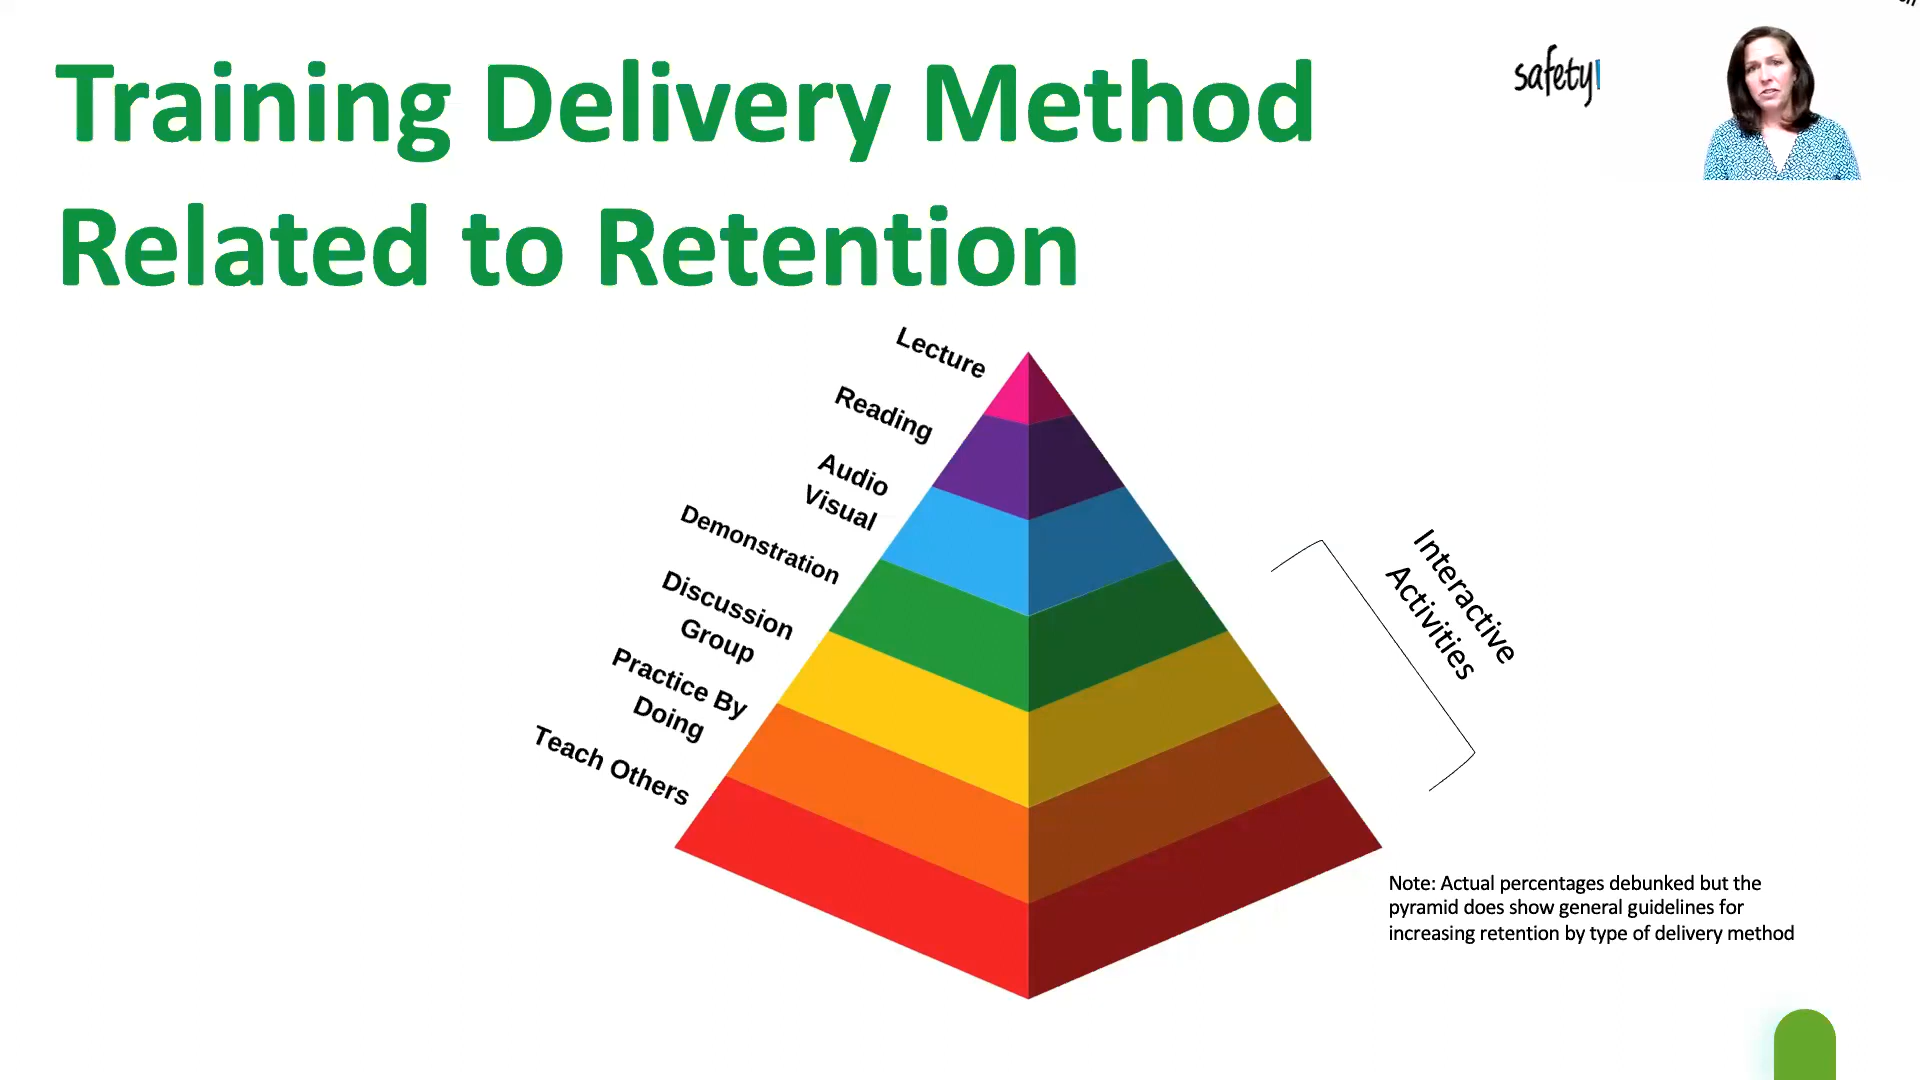 Training Delivery Method
Related to Retention
safety
Lecture
Reading
Audio
Visual
Demonstration
Discussion
Group
Practice By
Doing
Teach Others
Interactive
Activities
Note: Actual percentages debunked but the
pyramid does show general guidelines for
increasing retention by type of delivery method